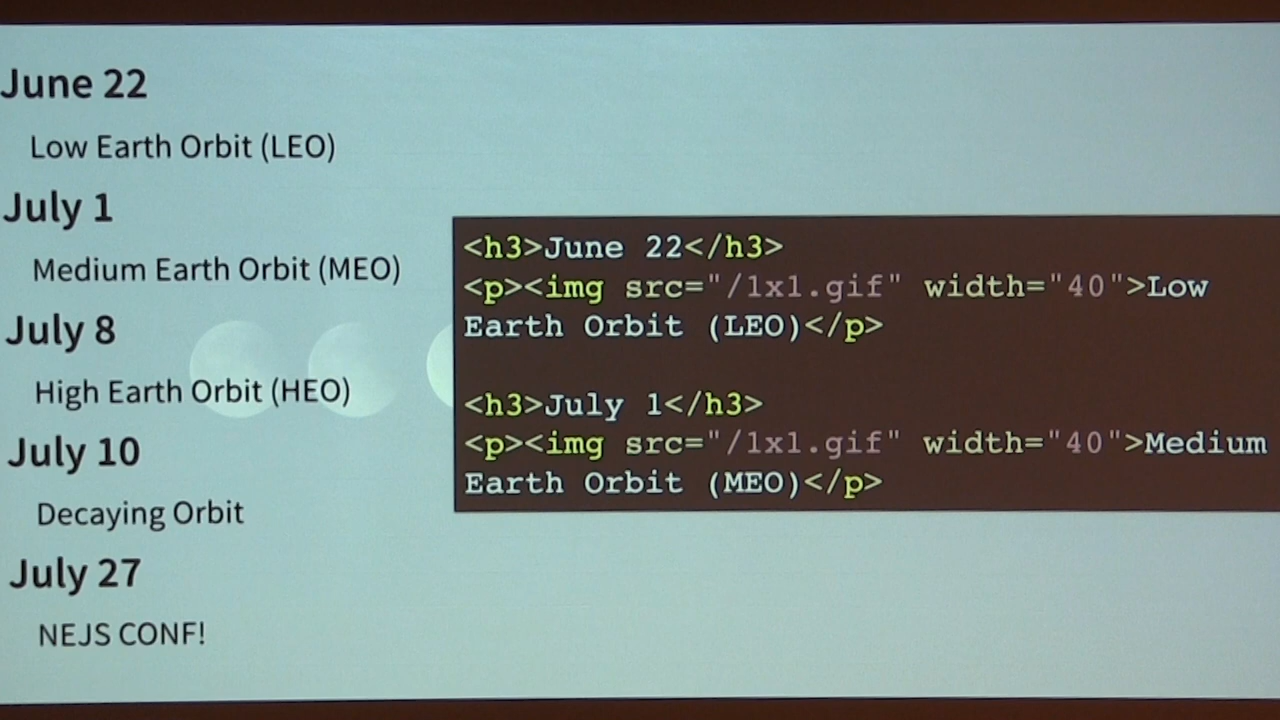 June 22
Low Earth Orbit (LEO)
July 1
Medium Earth Orbit (MEO)
July 8
High Earth Orbit (HEO)
July 10
Decaying Orbit
July 27
NEJS CONF!
<h3>June 22</h3>
<p><img src="/1x1.gif" width="40">Low
Earth Orbit (LEO)</p>
<h3>July 1</h3>
<p><img src="/1x1.gif" width="40">Medium
Earth Orbit (MEO)</p>